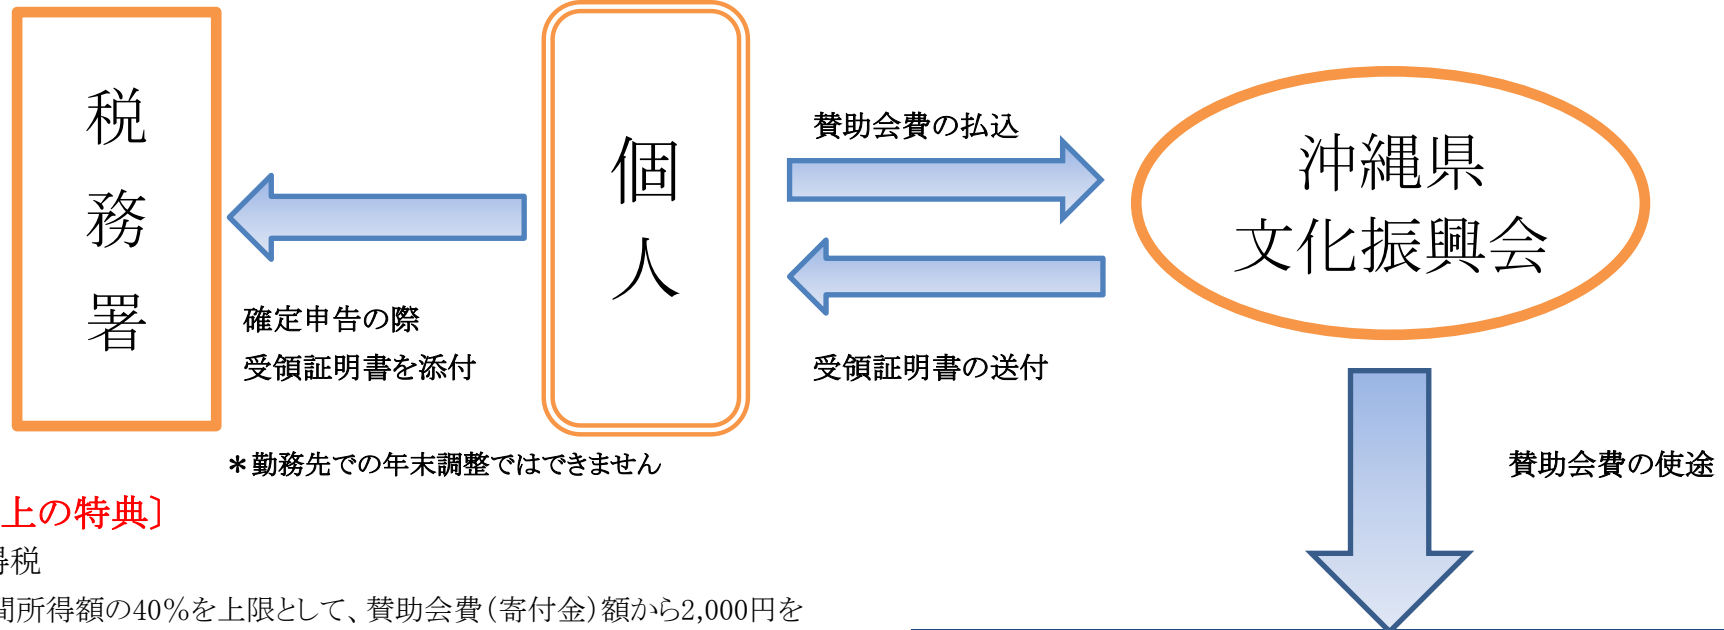 税務署
個人
賛助会費の払込
沖縄県
文化振興会
確定申告の際
受領証明書を添付
受領証明書の送付
＊勤務先での年末調整ではできません
賛助会費の使途
上の特典〕
得税
間所得額の40％を上限として、賛助会費（寄付金）額から2,000円を